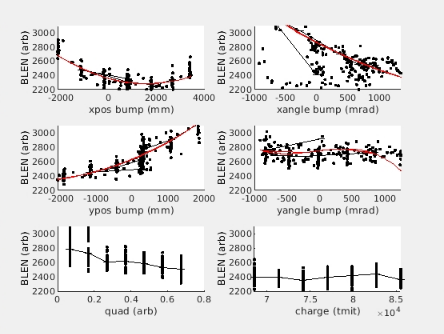 BLEN (arb)
3000
2800
2600
2400
2200
-2000 0 2000 4000
xpos bump (mm)
BLEN (arb)
3000
2800
2600
2400
2200
-1000 -500 0 500 1000
xangle bump (mrad)
BLEN (arb)
3000
2800
2600
2400
2200
-2000 -1000 0 1000 2000
ypos bump (mm)
BLEN (arb)
3000
2800
2600
2400
2200
-1000 -500 0 500 1000
yangle bump (mrad)
BLEN (arb)
3000
2800
2600
2400
2200
0 0.2 0.4 0.6 0.8
quad (arb)
BLEN (arb)
3000
2800
2600
2400
2200
7 7.5 8 8.5
×10⁴
charge (tmit)